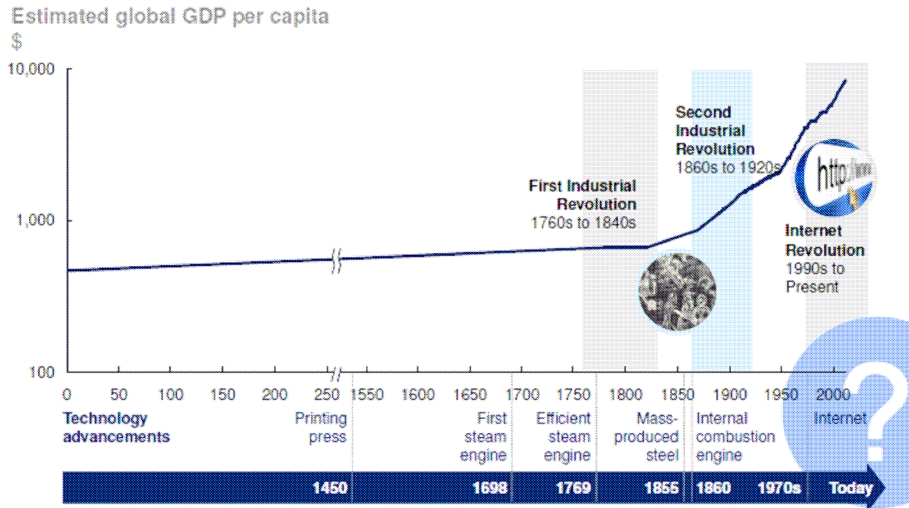 Estimated global GDP per capita
$
10,000
1,000
100
First Industrial
Revolution
1760s to 1840s
Second
Industrial
Revolution
1860s to 1920s
http://
Internet
Revolution
1990s to
Present
0 50 100 150 200 250 1550 1600 1650 1700 1750 1800 1850 1900 1950 2000
Technology
advancements
Printing
press
First
steam
engine
Efficient
steam
engine
Mass-
produced
steel
Internal
combustion
engine
Internet
?
1450 1698 1769 1855 1860 1970s Today